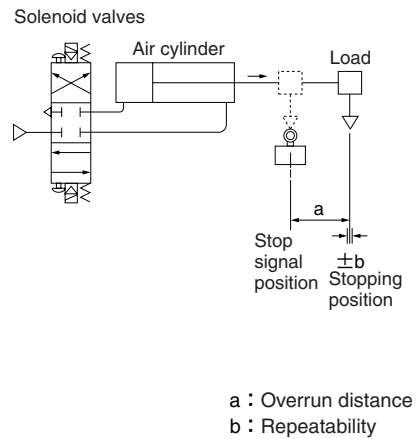 Solenoid valves
Air cylinder
Load
a
Stop
signal
position
±b
Stopping
position
a : Overrun distance
b : Repeatability